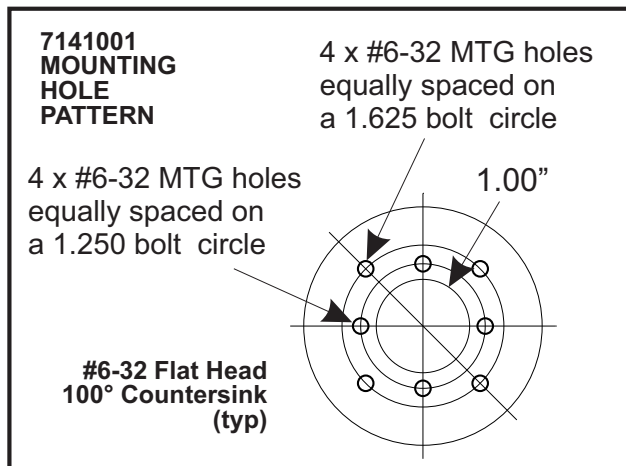 7141001
MOUNTING
HOLE
PATTERN
4 x #6-32 MTG holes
equally spaced on
a 1.625 bolt circle
4 x #6-32 MTG holes
equally spaced on
a 1.250 bolt circle
1.00”
#6-32 Flat Head
100° Countersink
(typ)